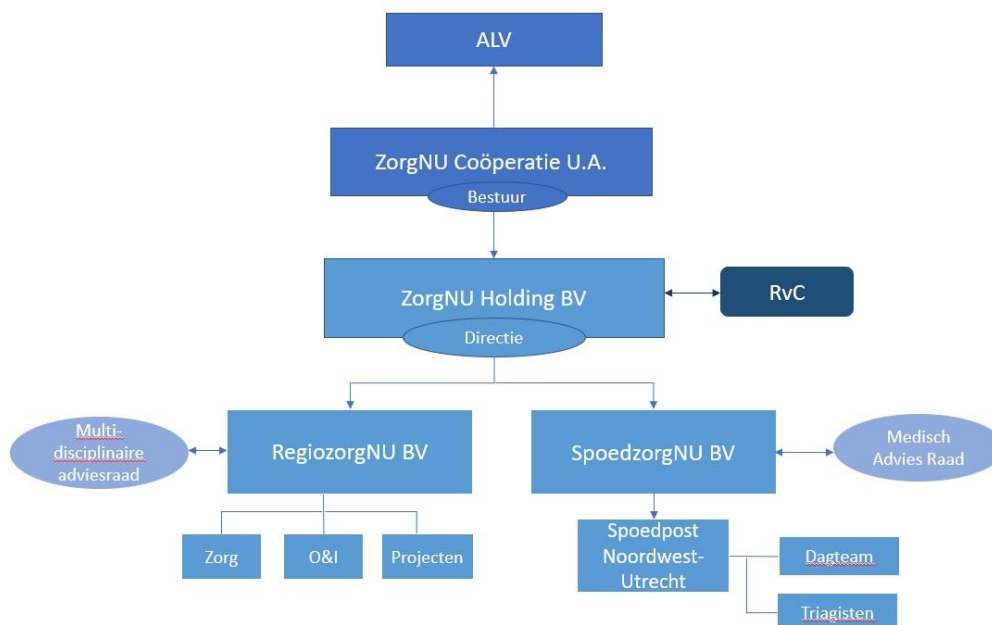 ALV
ZorgNU Coöperatie U.A.
Bestuur
ZorgNU Holding BV
RvC
Directie
Multi-
disciplinaire
adviesraad
RegiozorgNU BV
SpoedzorgNU BV
Medisch
Advies Raad
Zorg
O&I
Projecten
Spoedpost
Noordwest-
Utrecht
Dagteam
Triagisten